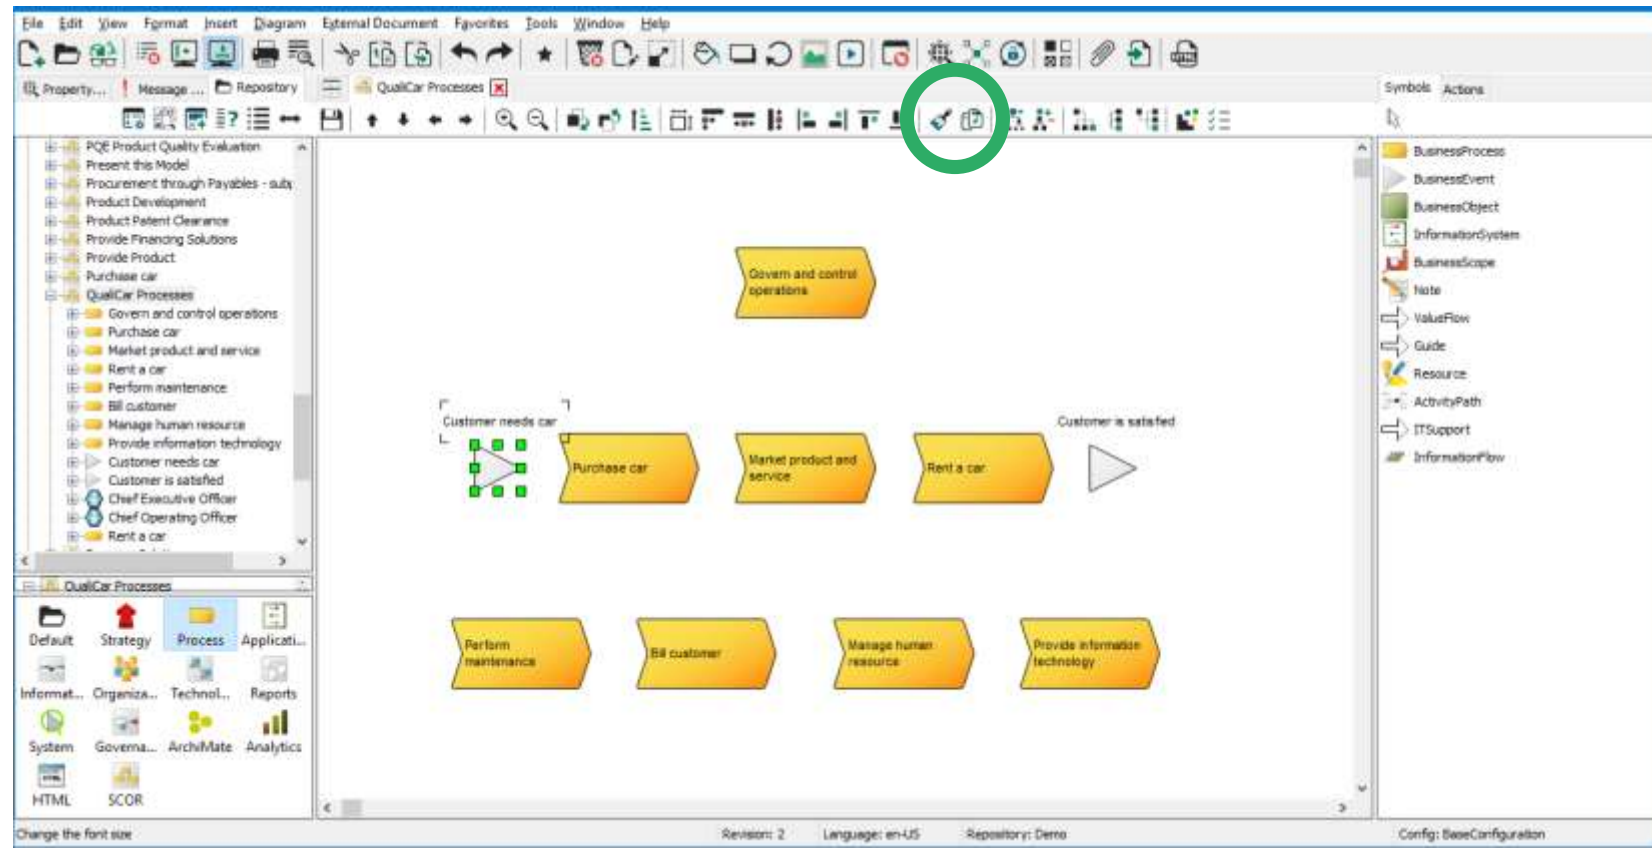 File Edit View Format Insert Diagram External Document Favorites Tools Window Help
Property... Message ... Repository QualiCar Processes
Symbols Actions
PQE Product Quality Evaluation
Present this Model
Procurement through Payables - sub
Product Development
Product Patent Clearance
Provide Financing Solutions
Provide Product
Purchase car
QualiCar Processes
Govern and control operations
Purchase car
Market product and service
Rent a car
Perform maintenance
Bill customer
Manage human resource
Provide information technology
Customer needs car
Customer is satisfied
Chief Executive Officer
Chief Operating Officer
Rent a car
QualiCar Processes
Default Strategy Process Applicati...
Informat... Organiza... Technol... Reports
System Governa... ArchiMate Analytics
HTML SCOR
Govern and control
operations
Customer needs car
Customer is satisfied
Purchase car
Market product and
service
Rent a car
Perform
maintenance
Bill customer
Manage human
resource
Provide information
technology
BusinessProcess
BusinessEvent
BusinessObject
InformationSystem
BusinessScope
Note
ValueFlow
Guide
Resource
ActivityPath
ITSupport
InformationFlow
Change the font size Revision: 2 Language: en-US Repository: Demo Config: BaseConfiguration